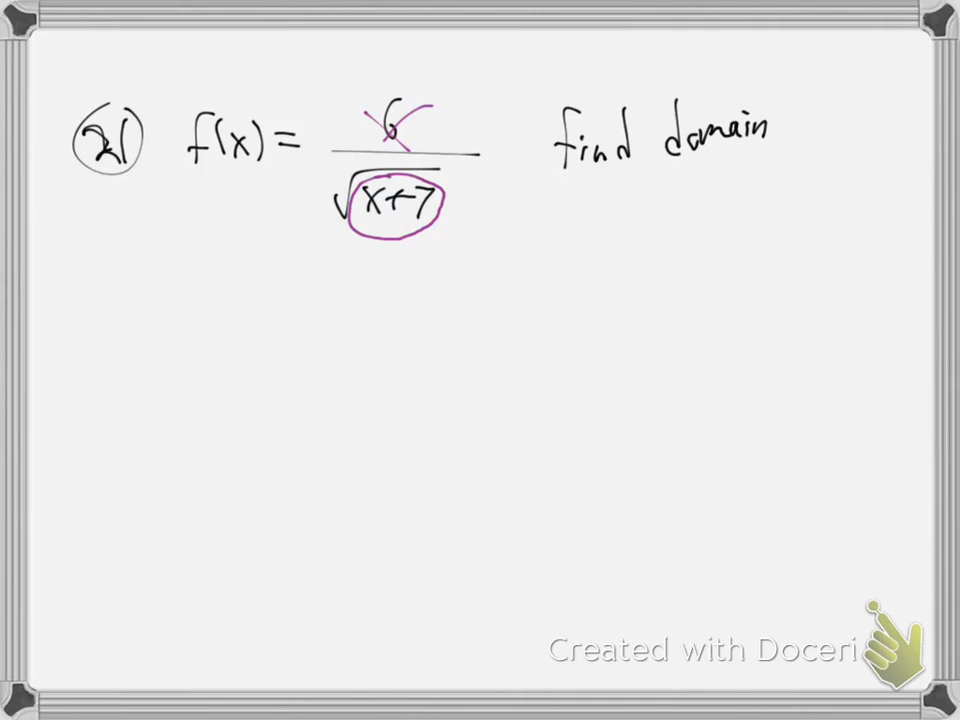 21 f(x) = 6 / √(x+7) find domain
Created with Doceri